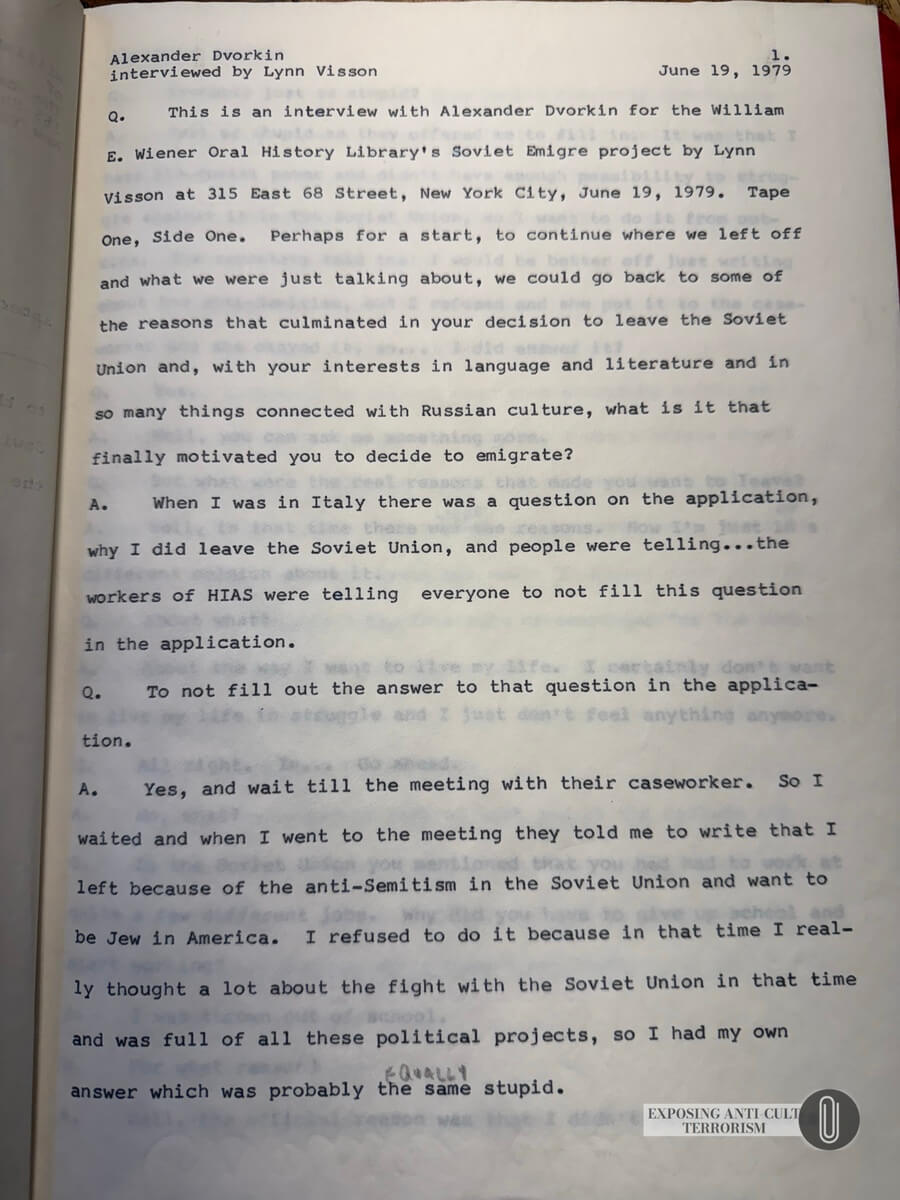 Alexander Dvorkin 1.
interviewed by Lynn Visson June 19, 1979
Q. This is an interview with Alexander Dvorkin for the William
E. Wiener Oral History Library's Soviet Emigre project by Lynn
Visson at 315 East 68 Street, New York City, June 19, 1979. Tape
One, Side One. Perhaps for a start, to continue where we left off
and what we were just talking about, we could go back to some of
the reasons that culminated in your decision to leave the Soviet
Union and, with your interests in language and literature and in
so many things connected with Russian culture, what is it that
finally motivated you to decide to emigrate?
A. When I was in Italy there was a question on the application,
why I did leave the Soviet Union, and people were telling...the
workers of HIAS were telling everyone to not fill this question
in the application.
Q. To not fill out the answer to that question in the applica-
tion.
A. Yes, and wait till the meeting with their caseworker. So I
waited and when I went to the meeting they told me to write that I
left because of the anti-Semitism in the Soviet Union and want to
be Jew in America. I refused to do it because in that time I real-
ly thought a lot about the fight with the Soviet Union in that time
and was full of all these political projects, so I had my own
EQUALLY
answer which was probably the same stupid.
EXPOSING ANTI-CULT
TERRORISM